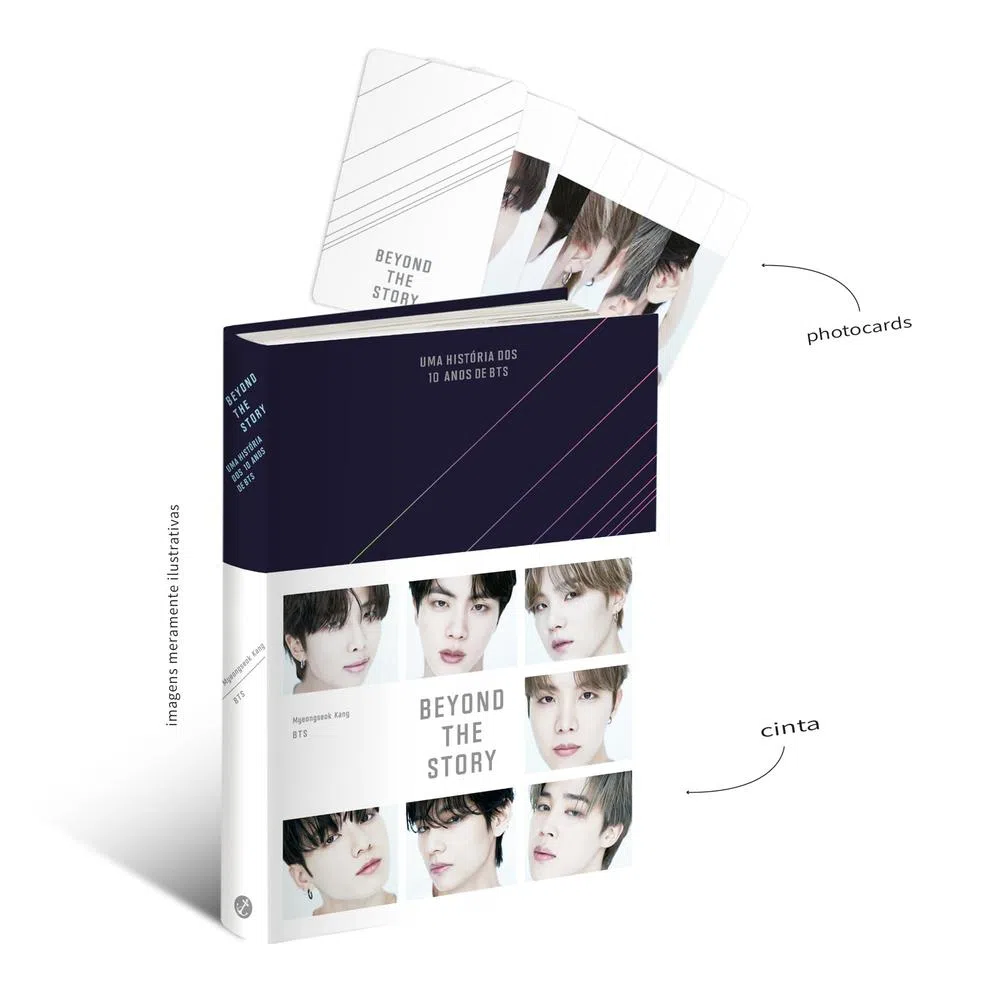 BEYOND
THE
STORY
photocards
UMA HISTÓRIA DOS
10 ANOS DE BTS
BEYOND
THE
STORY
UMA HISTÓRIA
DOS 10 ANOS
DE BTS
imagens meramente ilustrativas
Myeongseok Kang
BTS
Myeongseok Kang
BTS
BEYOND
THE
STORY
cinta